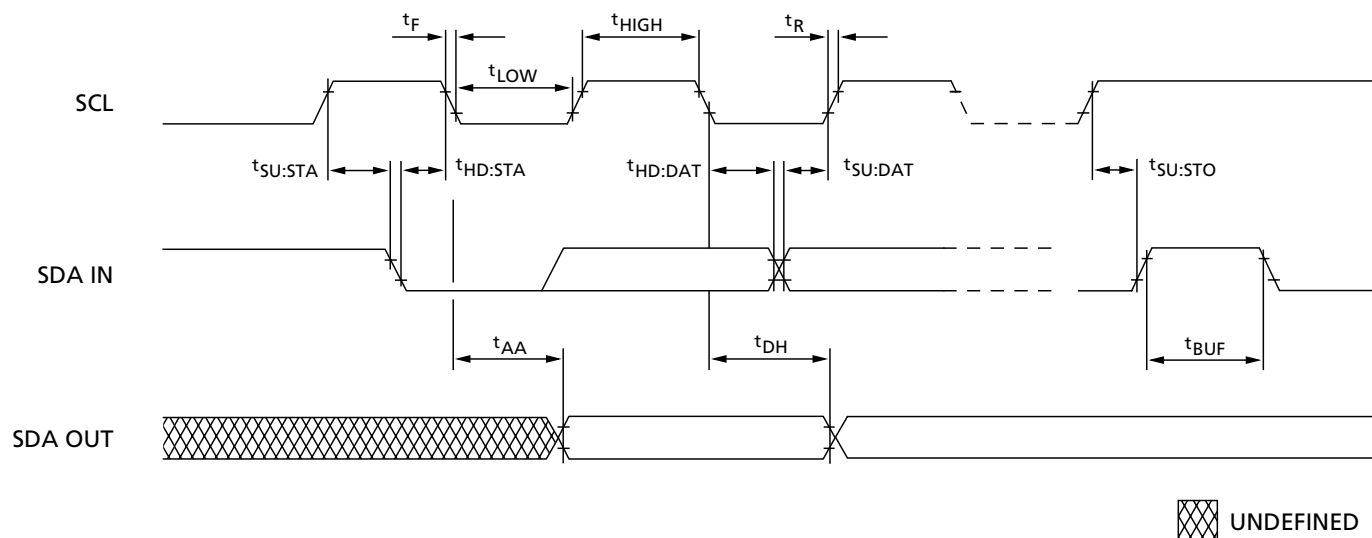 tF
tHIGH
tR
tLOW
SCL
tSU:STA
tHD:STA
tHD:DAT
tSU:DAT
tSU:STO
SDA IN
tAA
tDH
tBUF
SDA OUT
UNDEFINED